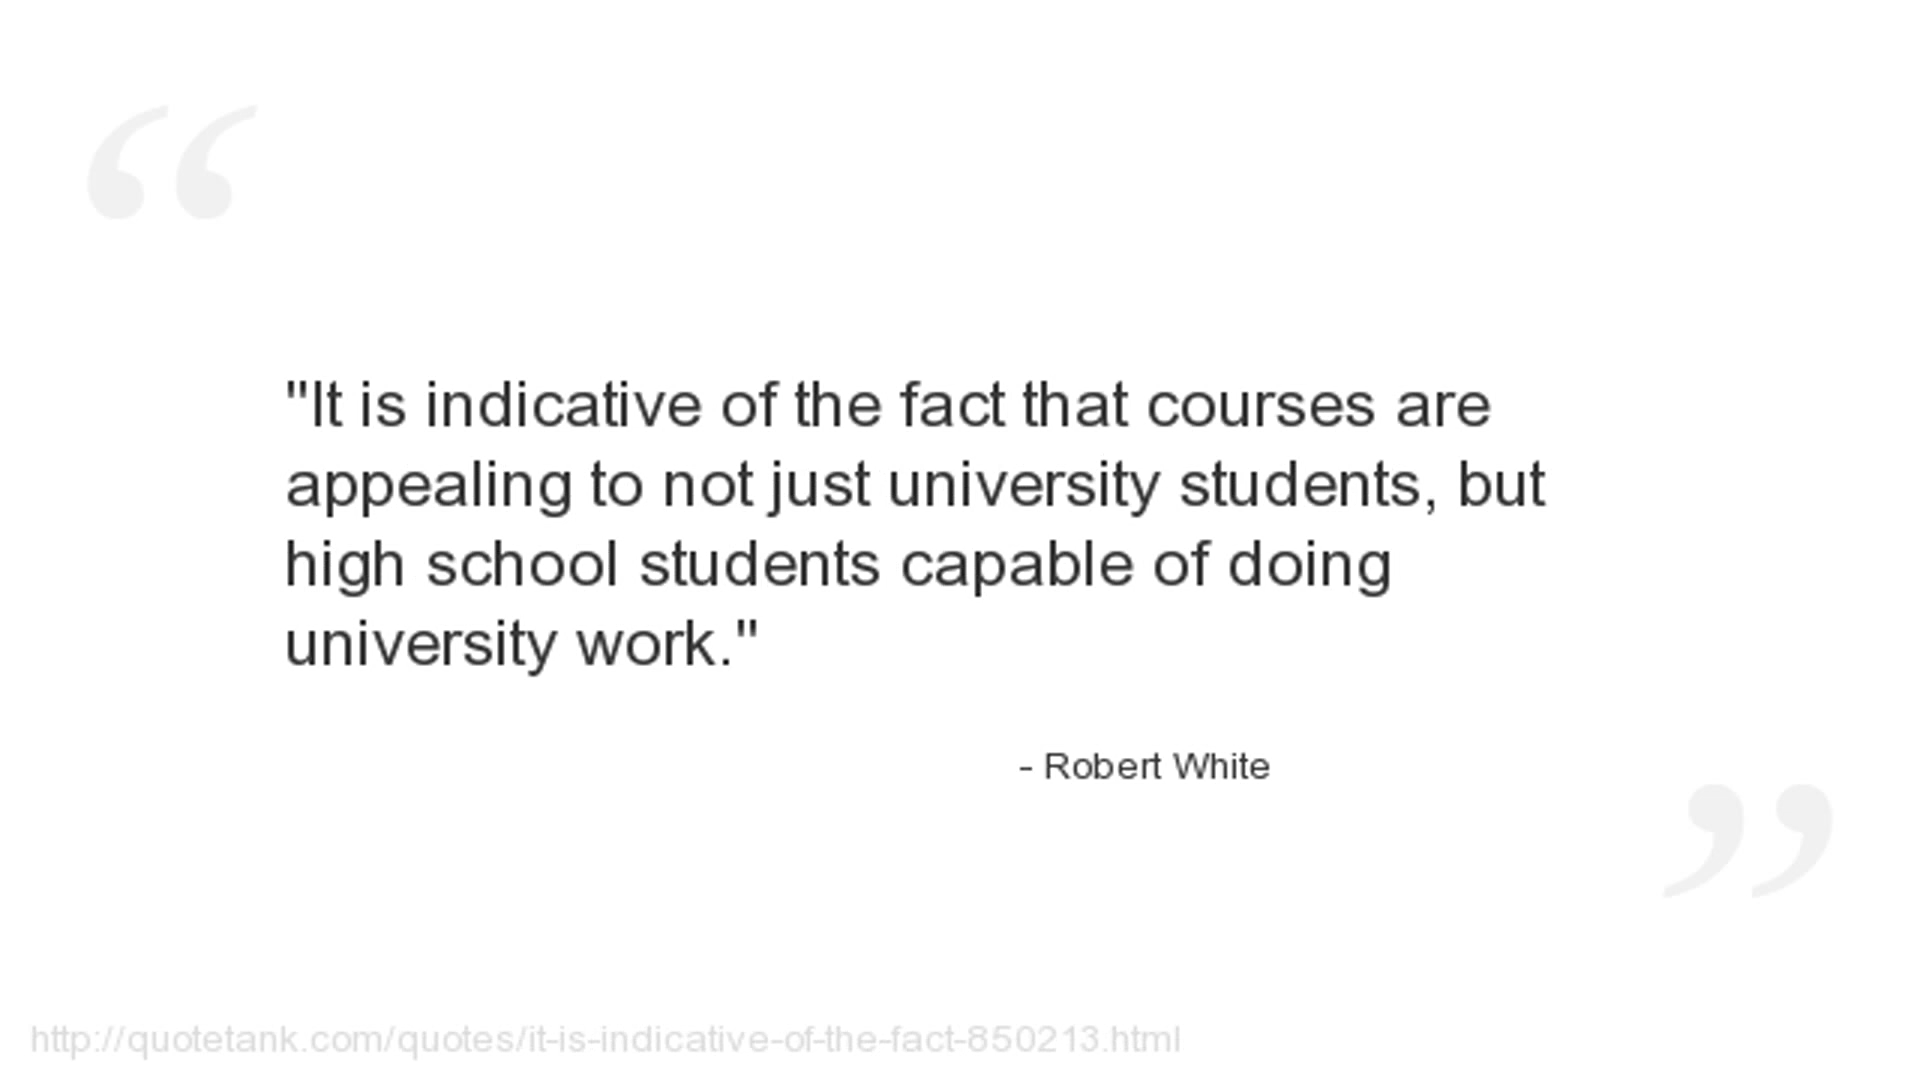 "It is indicative of the fact that courses are
appealing to not just university students, but
high school students capable of doing
university work."
- Robert White
http://quotetank.com/quotes/it-is-indicative-of-the-fact-850213.html